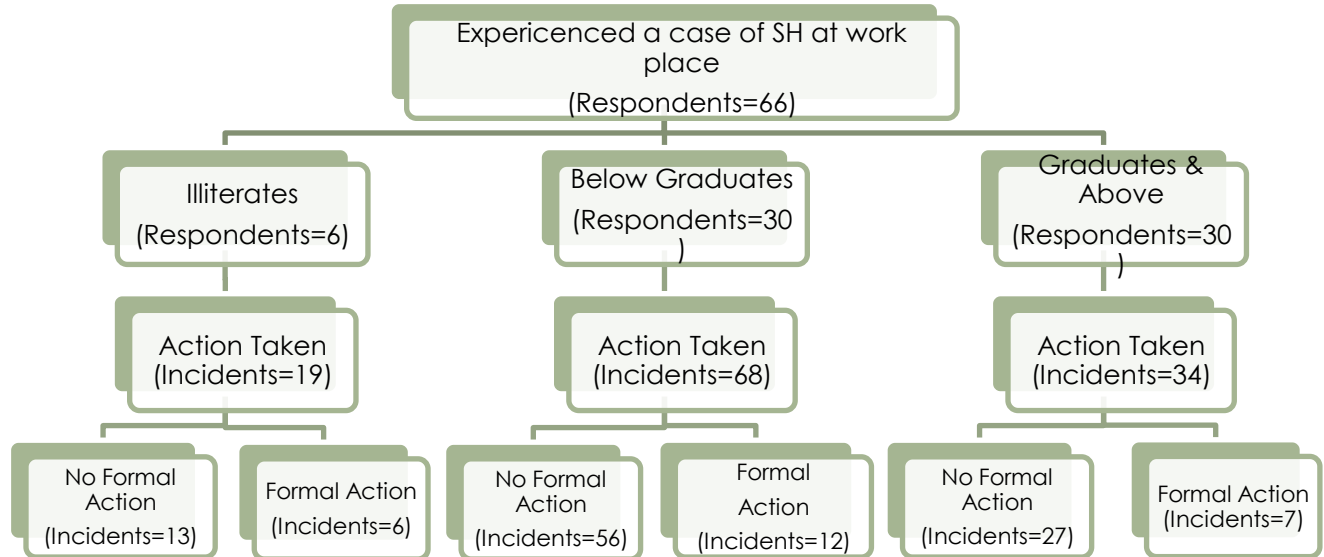 Expericenced a case of SH at work
place
(Respondents=66)
Illiterates
(Respondents=6)
Below Graduates
(Respondents=30
)
Graduates &
Above
(Respondents=30
)
Action Taken
(Incidents=19)
Action Taken
(Incidents=68)
Action Taken
(Incidents=34)
No Formal
Action
(Incidents=13)
Formal Action
(Incidents=6)
No Formal
Action
(Incidents=56)
Formal
Action
(Incidents=12)
No Formal
Action
(Incidents=27)
Formal Action
(Incidents=7)